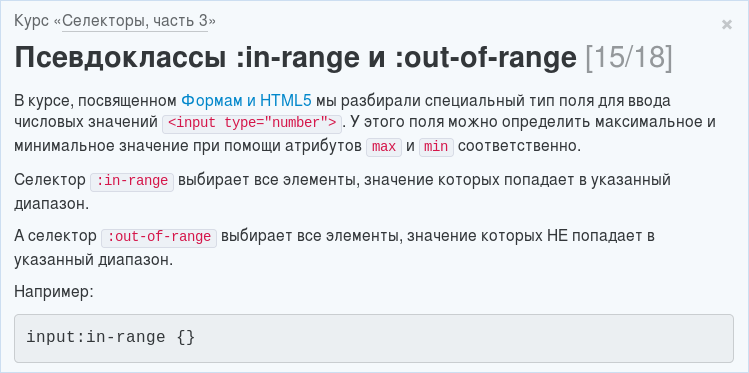 Курс «Селекторы, часть 3»
×
Псевдоклассы :in-range и :out-of-range [15/18]
В курсе, посвященном Формам и HTML5 мы разбирали специальный тип поля для ввода
числовых значений <input type="number">. У этого поля можно определить максимальное и
минимальное значение при помощи атрибутов max и min соответственно.
Селектор :in-range выбирает все элементы, значение которых попадает в указанный
диапазон.
А селектор :out-of-range выбирает все элементы, значение которых НЕ попадает в
указанный диапазон.
Например:
input:in-range {}